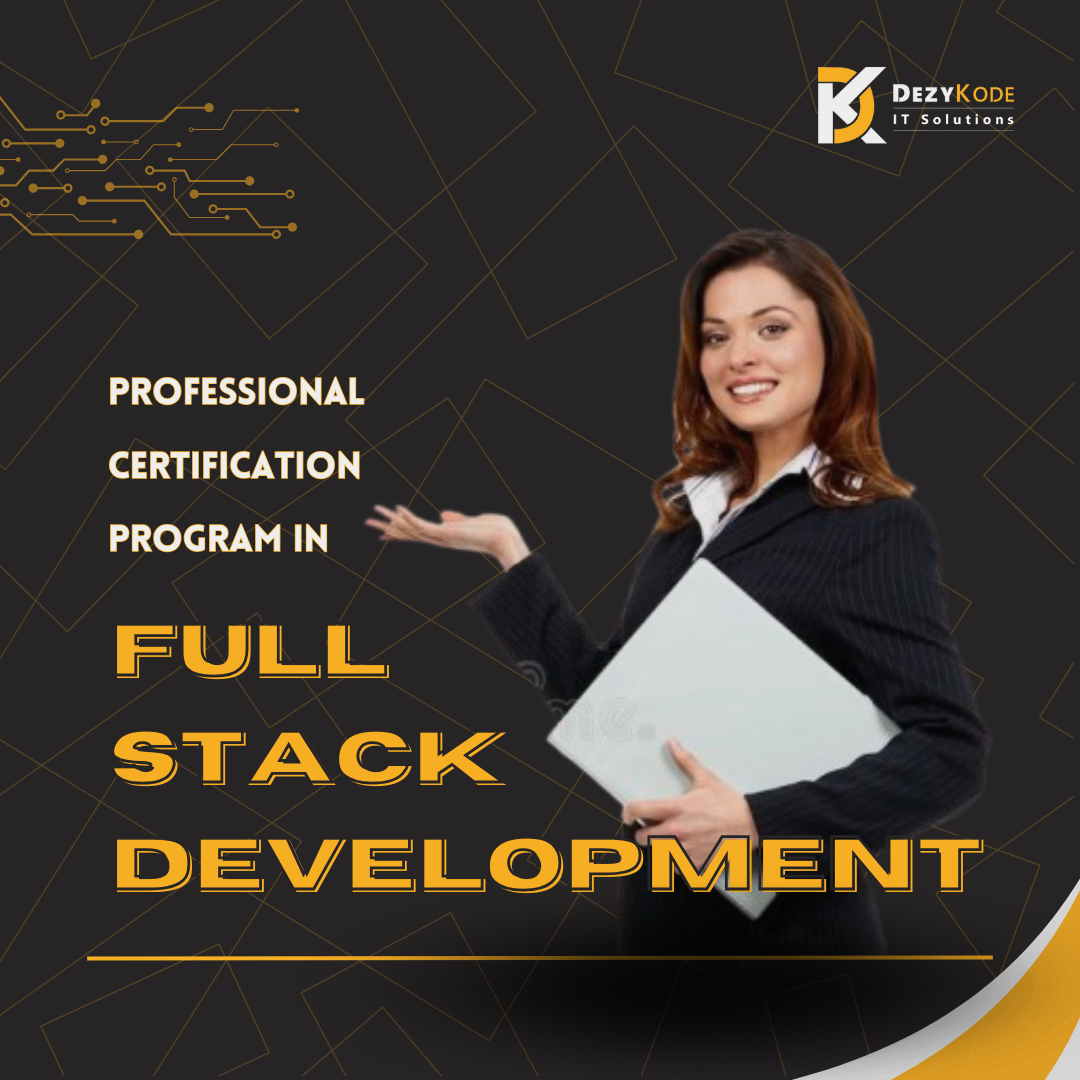 DEZYKODE
IT Solutions
PROFESSIONAL
CERTIFICATION
PROGRAM IN
FULL
STACK
DEVELOPMENT